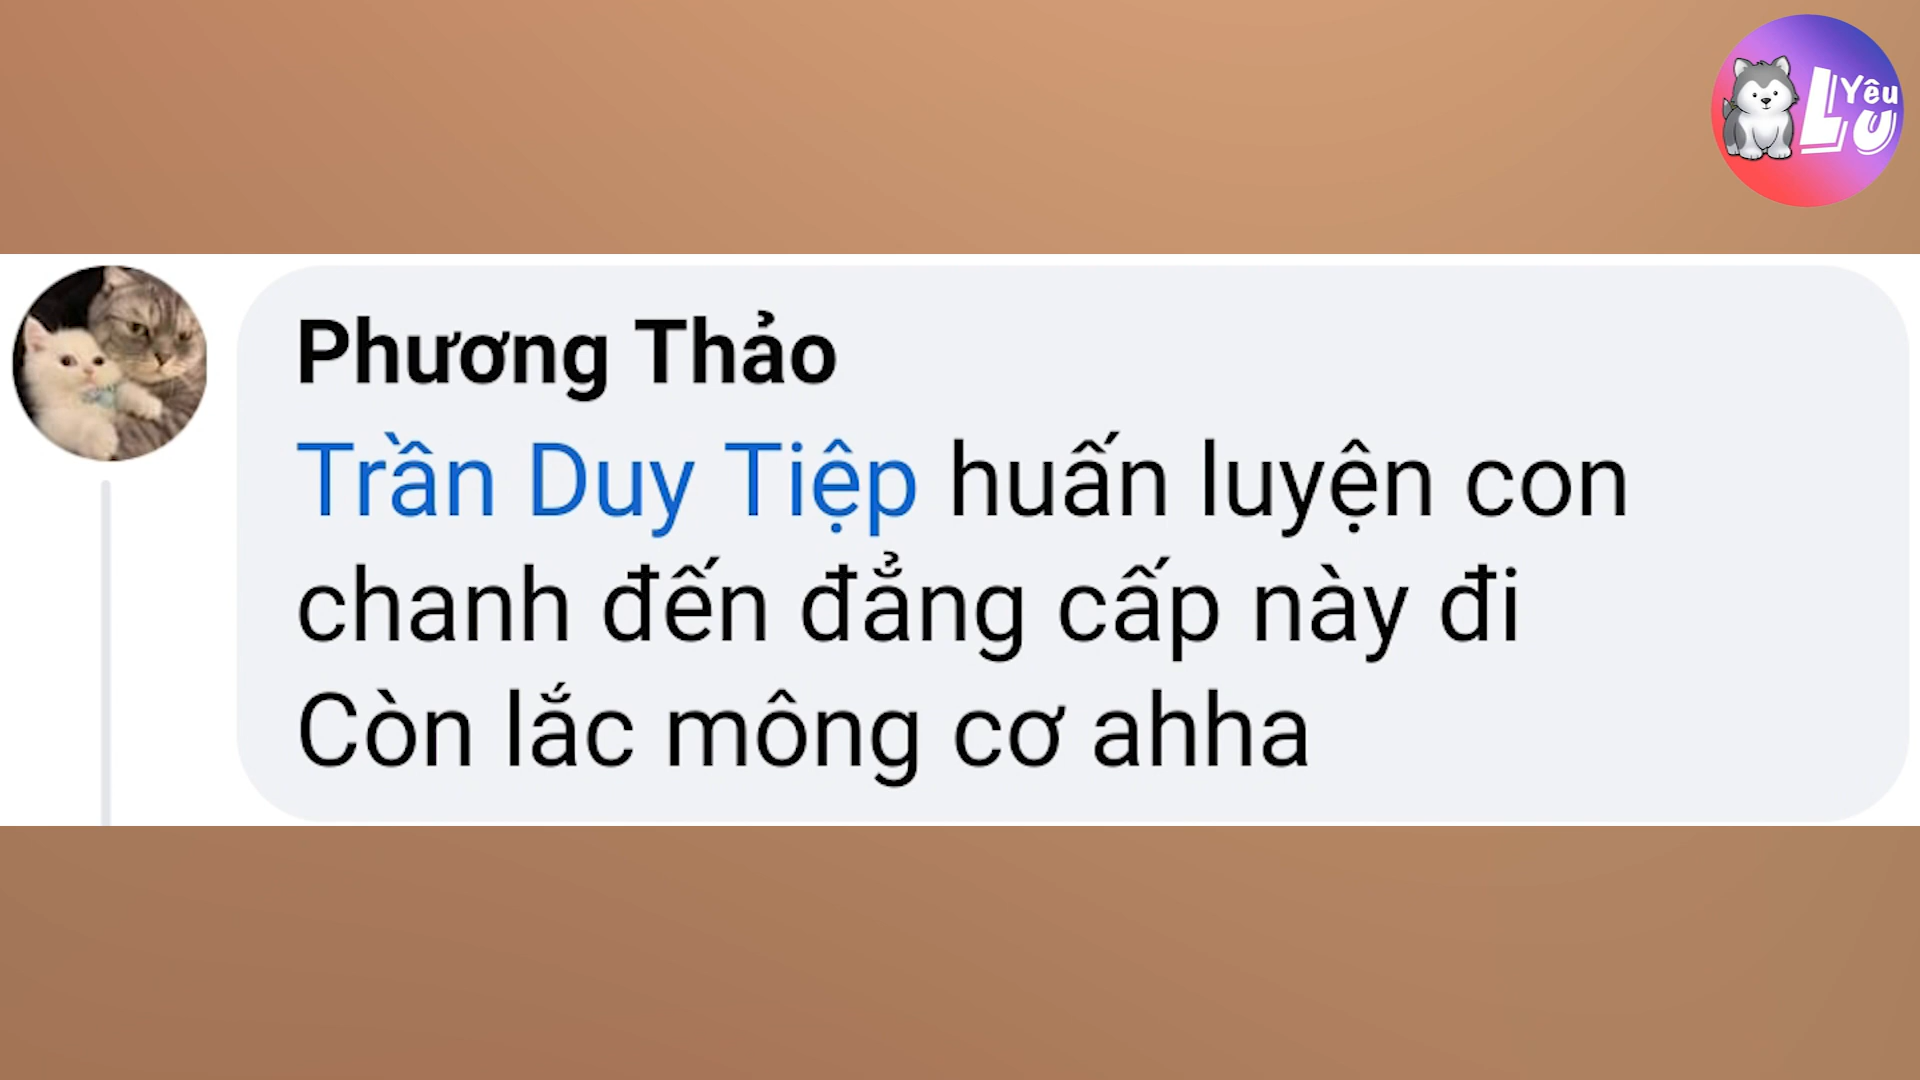 Yêu
Lu
Phương Thảo
Trần Duy Tiệp huấn luyện con
chanh đến đẳng cấp này đi
Còn lắc mông cơ ahha